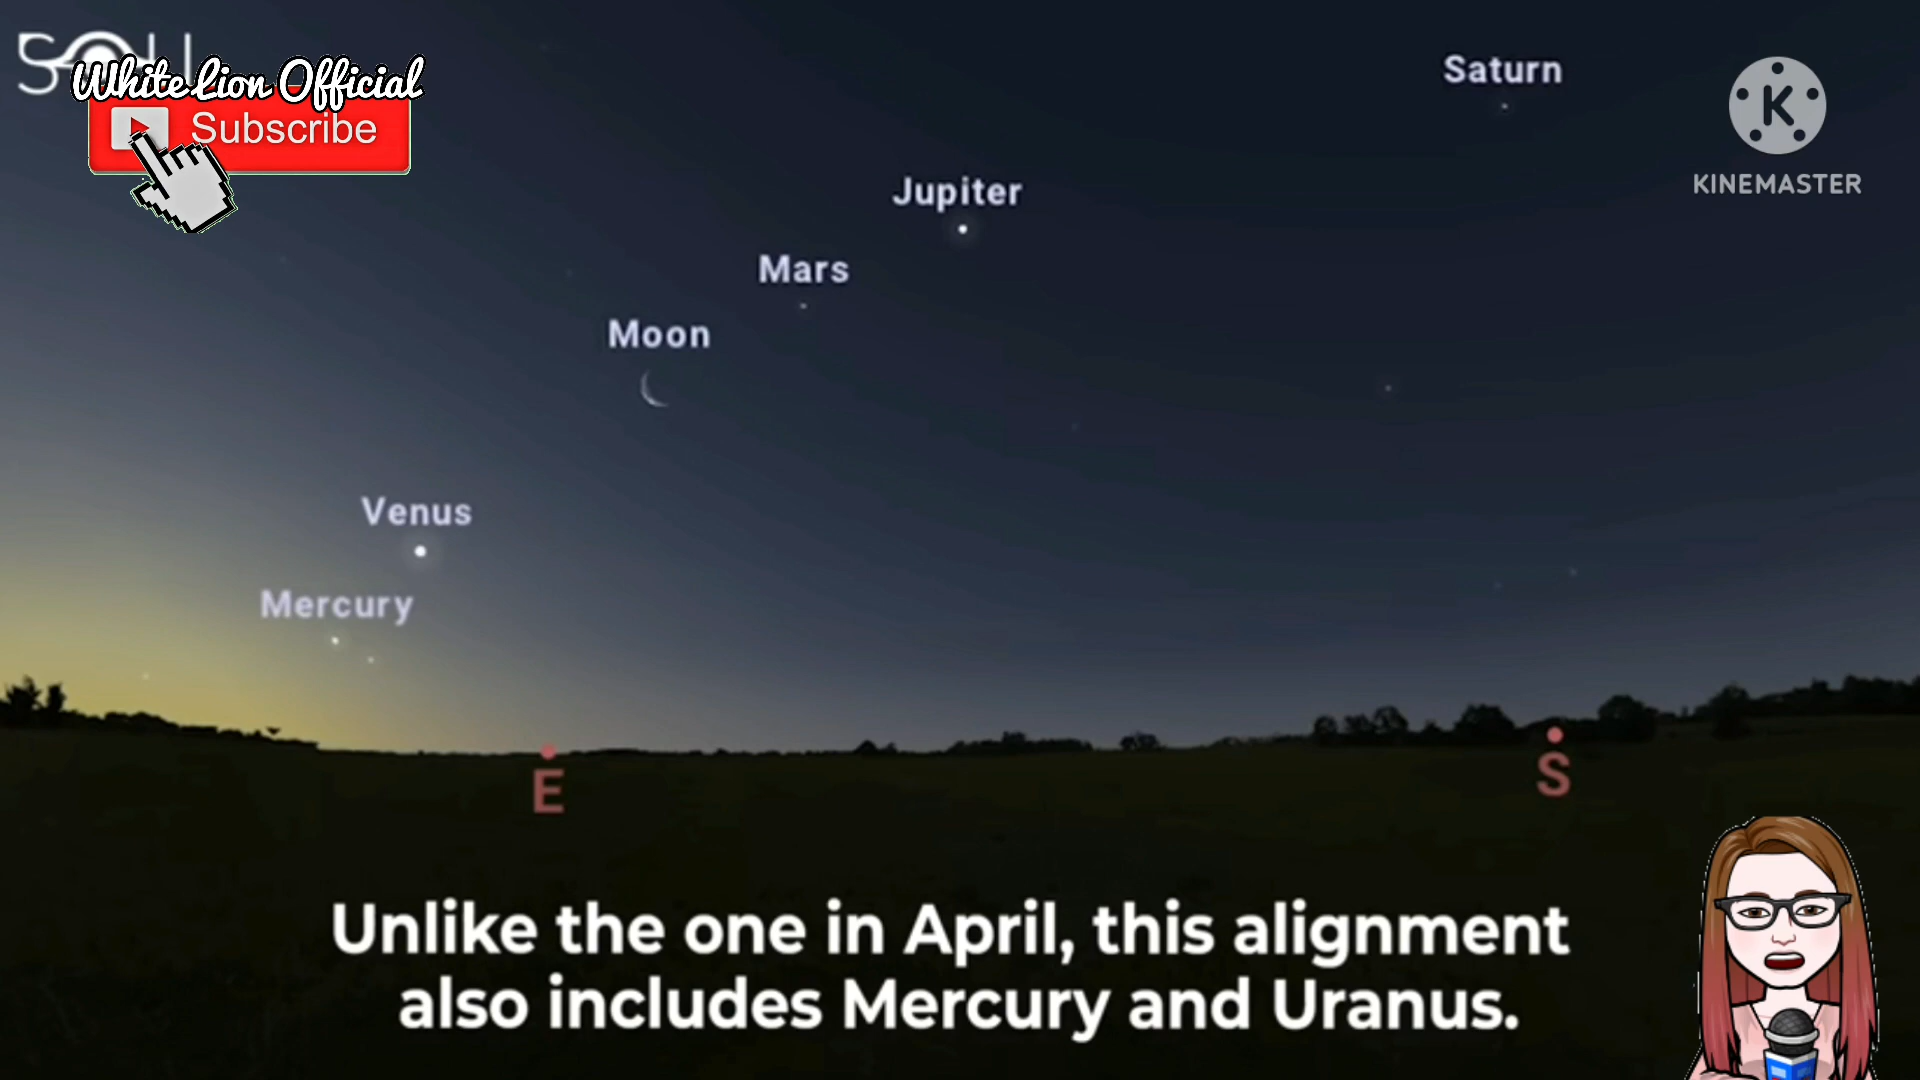 White Lion Official
Subscribe
Saturn
K
KINEMASTER
Jupiter
Mars
Moon
Venus
Mercury
E
S
Unlike the one in April, this alignment
also includes Mercury and Uranus.